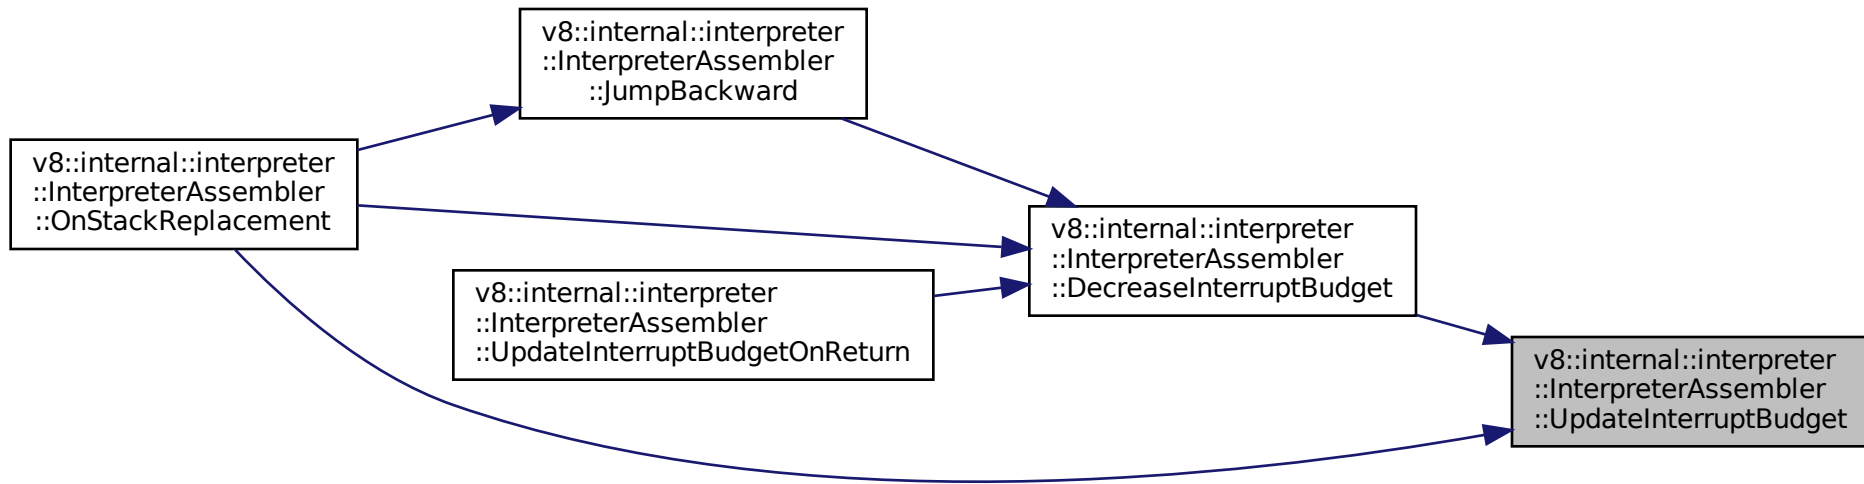 v8::internal::interpreter
::InterpreterAssembler
::JumpBackward
v8::internal::interpreter
::InterpreterAssembler
::OnStackReplacement
v8::internal::interpreter
::InterpreterAssembler
::DecreaseInterruptBudget
v8::internal::interpreter
::InterpreterAssembler
::UpdateInterruptBudgetOnReturn
v8::internal::interpreter
::InterpreterAssembler
::UpdateInterruptBudget